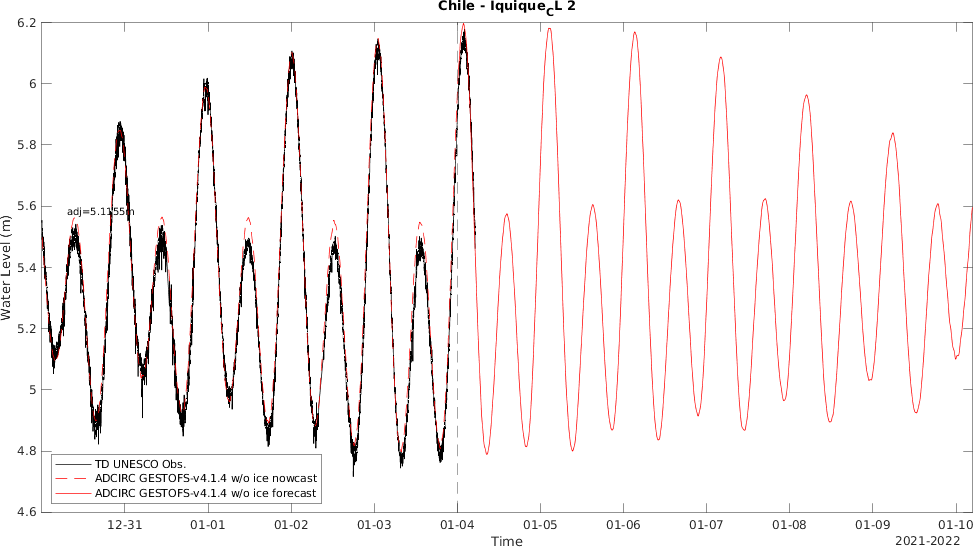 Chile - Iquique_CL 2
Water Level (m)
6.2
6
5.8
5.6
5.4
5.2
5
4.8
4.6
adj=5.1155m
TD UNESCO Obs.
ADCIRC GESTOFS-v4.1.4 w/o ice nowcast
ADCIRC GESTOFS-v4.1.4 w/o ice forecast
12-31 01-01 01-02 01-03 01-04 01-05 01-06 01-07 01-08 01-09 01-10
Time
2021-2022